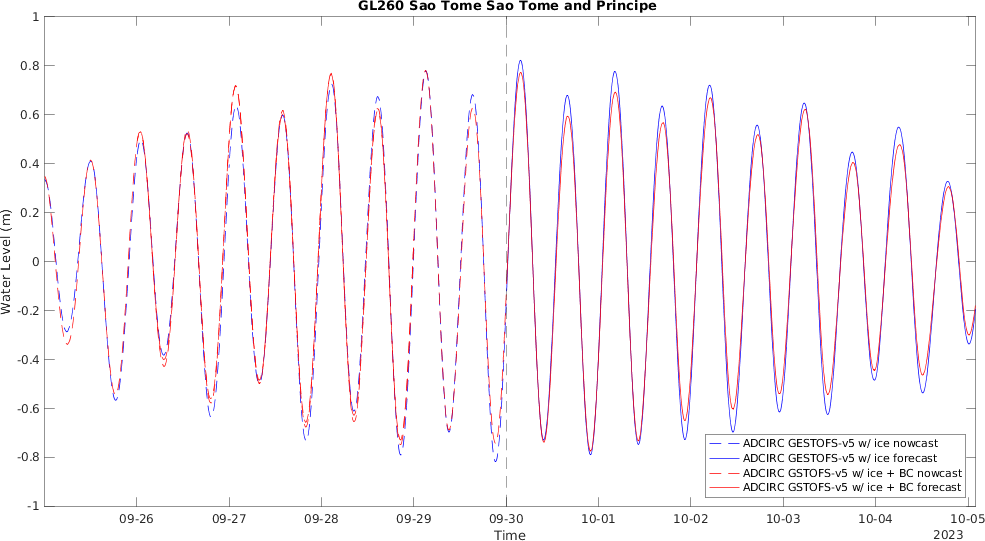 GL260 Sao Tome Sao Tome and Principe
1
0.8
0.6
0.4
0.2
0
-0.2
-0.4
-0.6
-0.8
-1
Water Level (m)
09-26 09-27 09-28 09-29 09-30 10-01 10-02 10-03 10-04 10-05
Time
2023
ADCIRC GESTOFS-v5 w/ ice nowcast
ADCIRC GESTOFS-v5 w/ ice forecast
ADCIRC GSTOFS-v5 w/ ice + BC nowcast
ADCIRC GSTOFS-v5 w/ ice + BC forecast